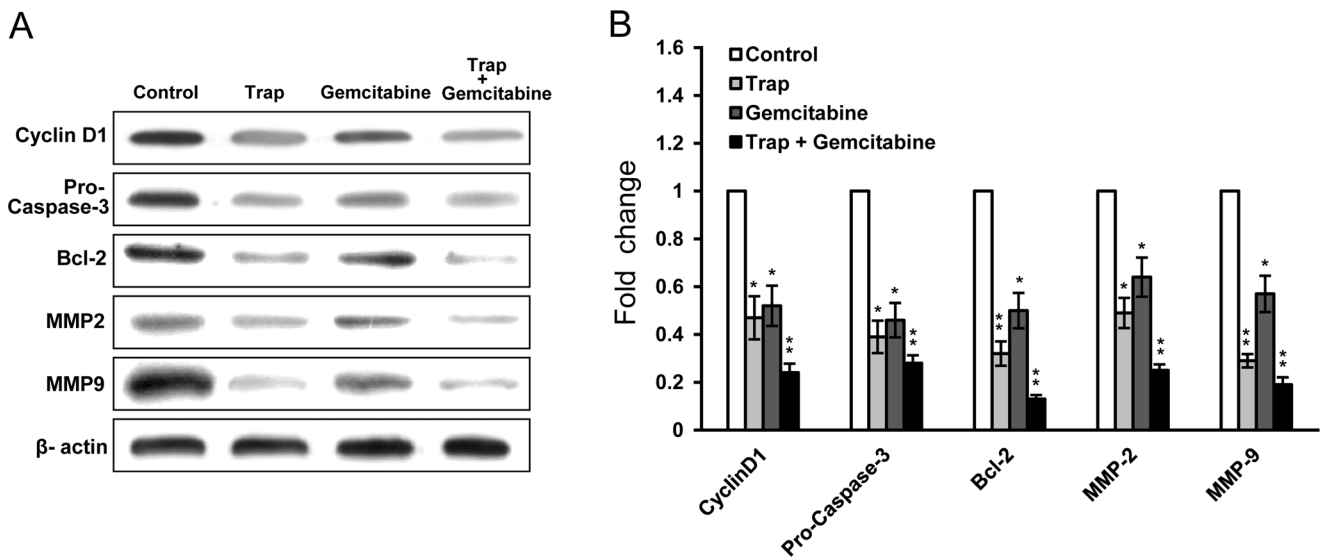 A
Control Trap Gemcitabine Trap
+
Gemcitabine
Cyclin D1
Pro-
Caspase-3
Bcl-2
MMP2
MMP9
β- actin
B
Fold change
1.6
1.4
1.2
1
0.8
0.6
0.4
0.2
0
Control
Trap
Gemcitabine
Trap + Gemcitabine
* * **
* * **
** * **
* * **
** * **
CyclinD1
Pro-Caspase-3
Bcl-2
MMP-2
MMP-9